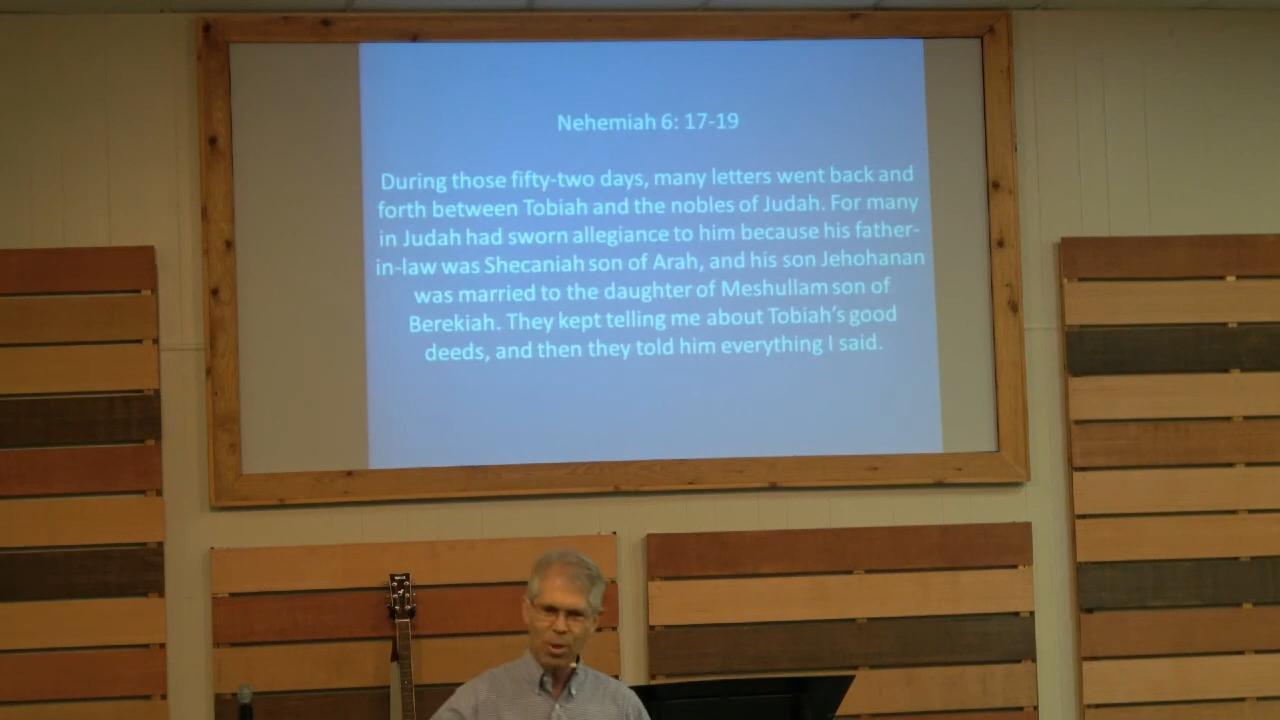 Nehemiah 6: 17-19
During those fifty-two days, many letters went back and
forth between Tobiah and the nobles of Judah. For many
in Judah had sworn allegiance to him because his father-
in-law was Shecaniah son of Arah, and his son Jehohanan
was married to the daughter of Meshullam son of
Berekiah. They kept telling me about Tobiah's good
deeds, and then they told him everything I said.